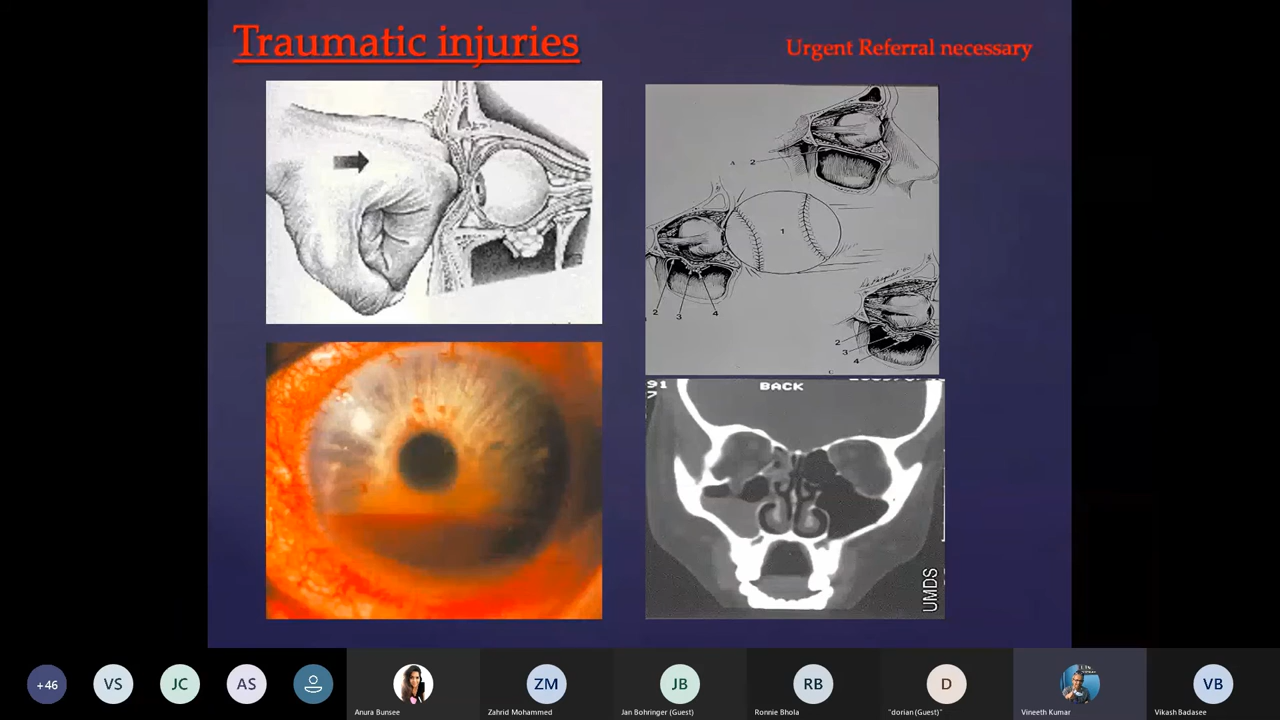 Traumatic injuries
Urgent Referral necessary
A 2
1
2 3 4
2
3
4
91
7
BACK
UMDS
+46
VS
JC
AS
Anura Bunsee
ZM
Zahrid Mohammed
JB
Jan Bohringer (Guest)
RB
Ronnie Bhola
D
"dorian (Guest)"
Vineeth Kumar
VB
Vikash Badasee